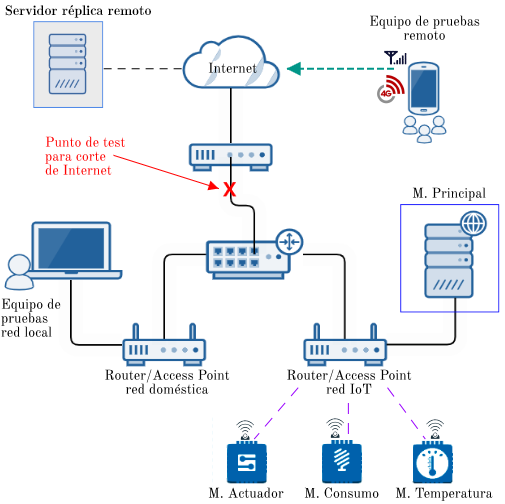 Servidor réplica remoto
Equipo de pruebas
remoto
Internet
4G
Punto de test
para corte
de Internet
X
M. Principal
Equipo de
pruebas
red local
Router/Access Point
red doméstica
Router/Access Point
red IoT
M. Actuador
M. Consumo
M. Temperatura